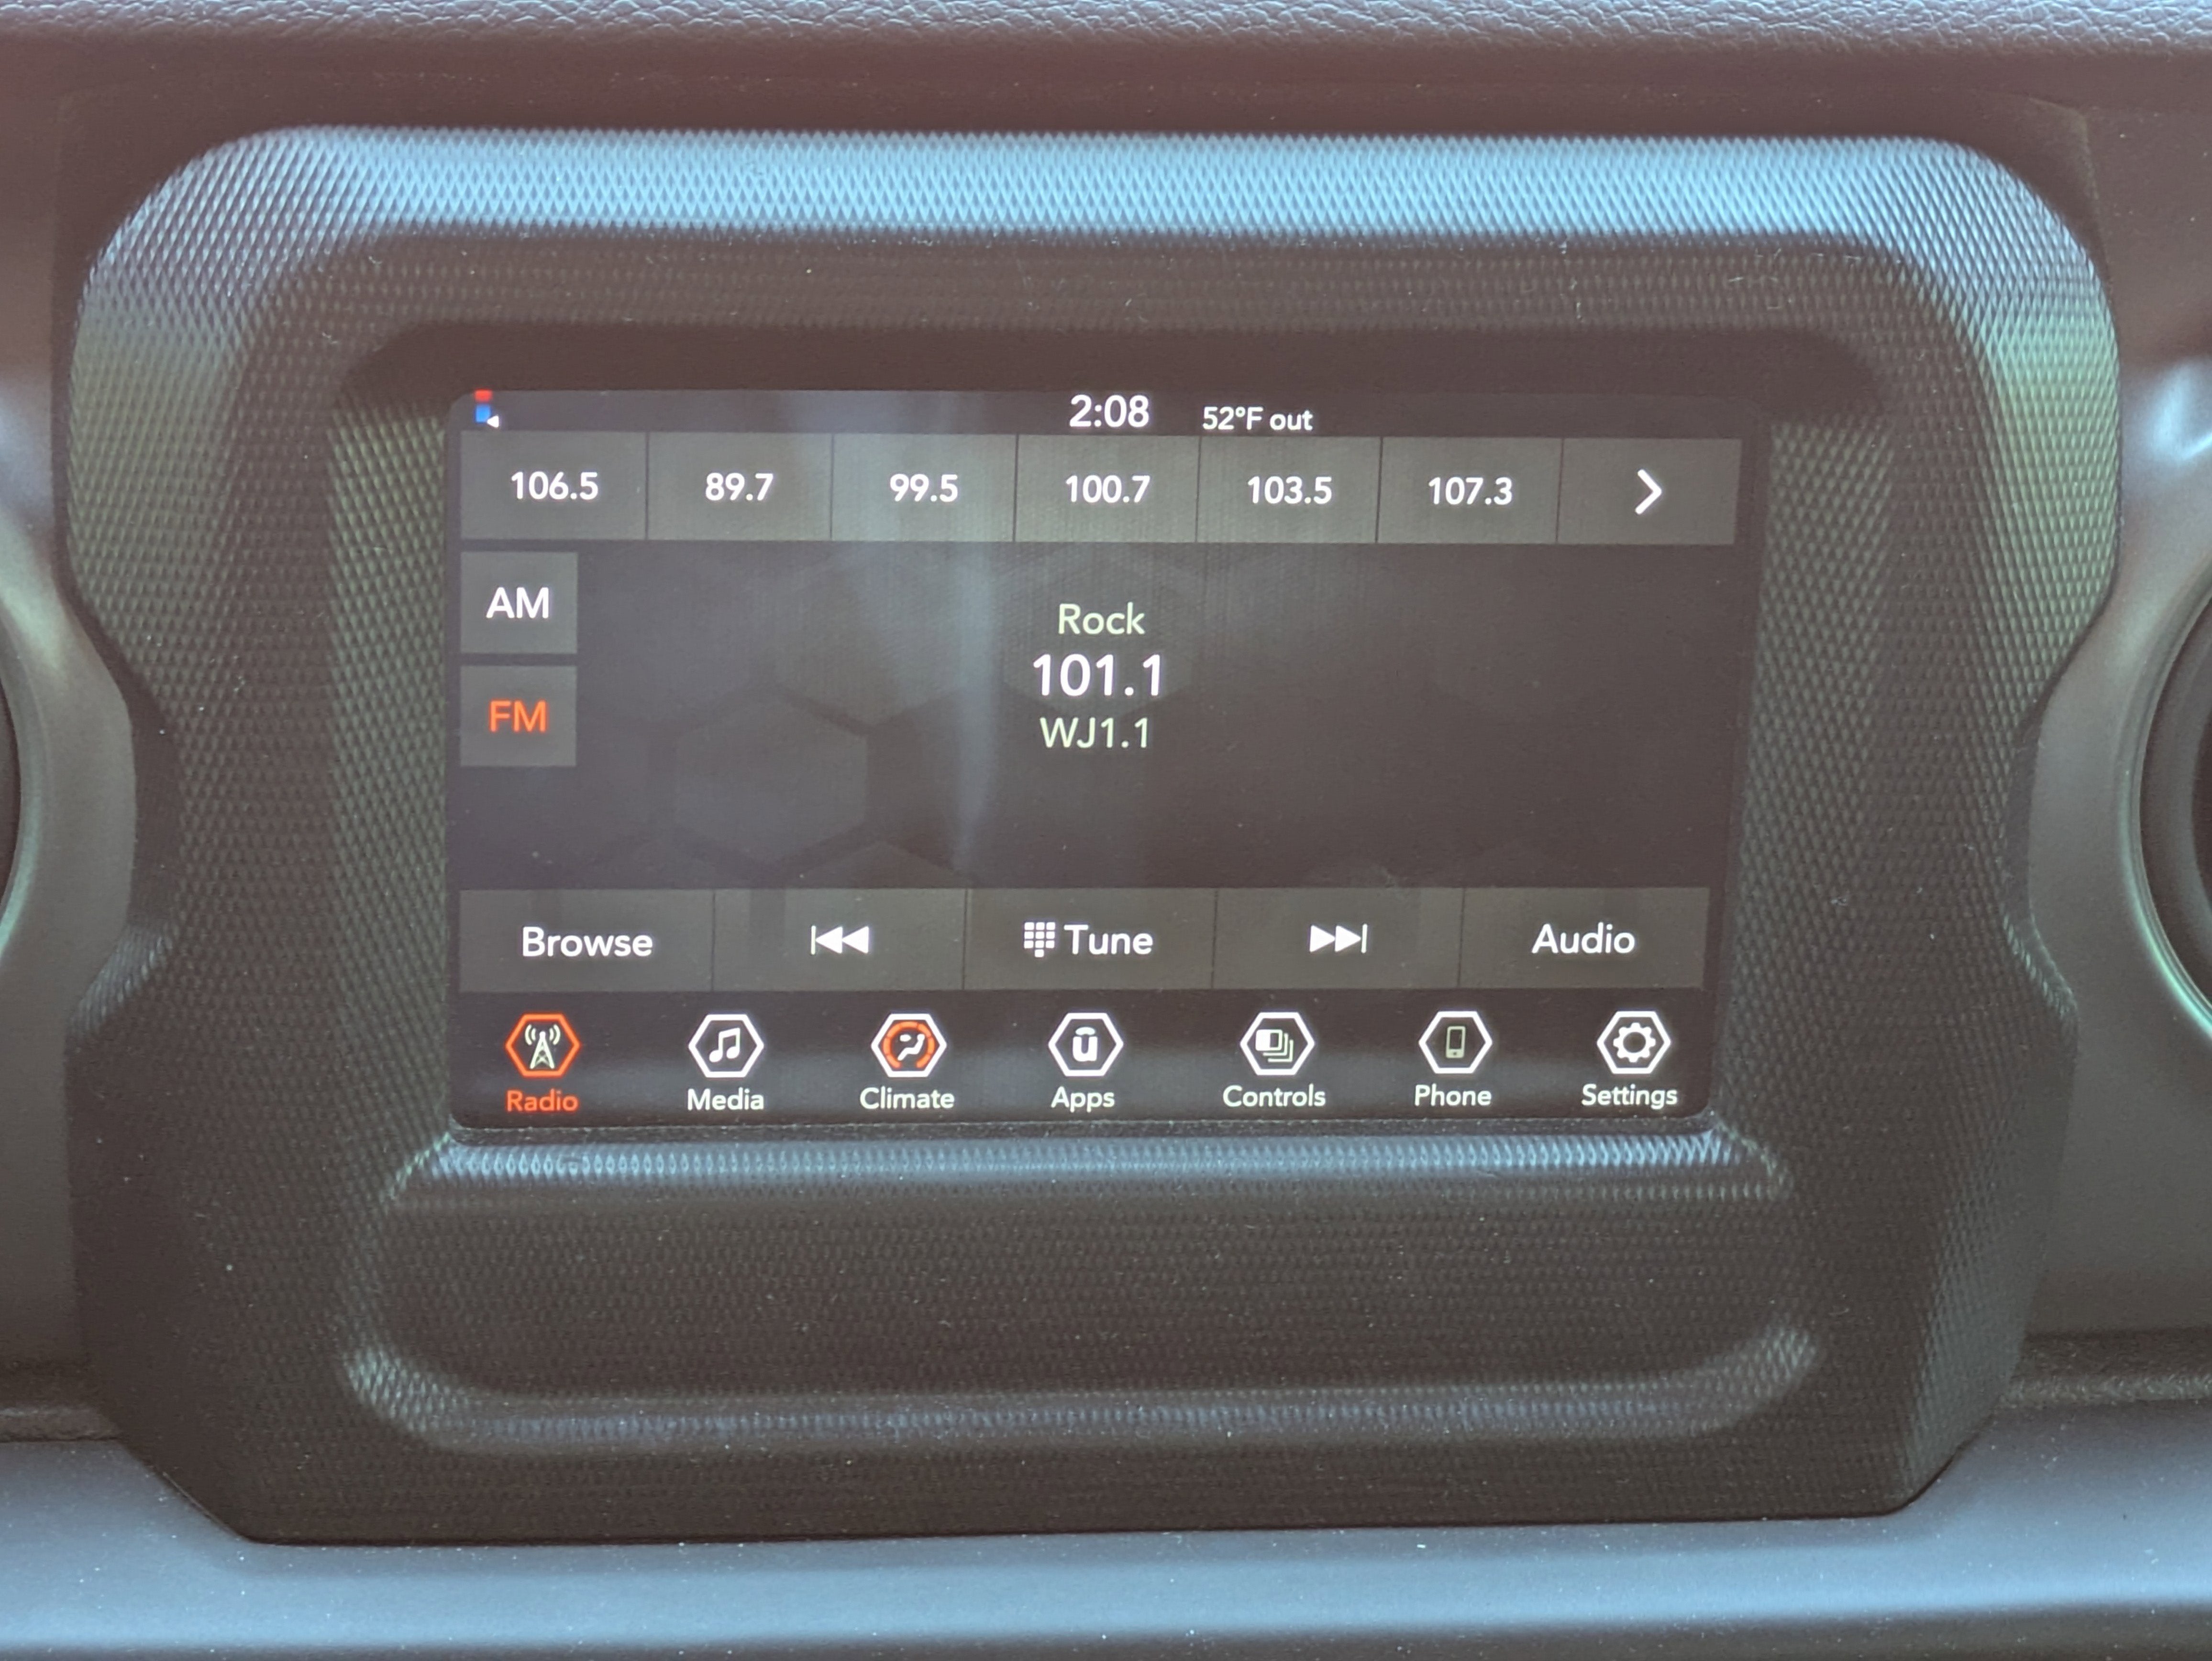 2:08 52°F out
106.5 89.7 99.5 100.7 103.5 107.3
AM
Rock
101.1
FM
WJ1.1
Browse Tune Audio
Radio Media Climate Apps Controls Phone Settings